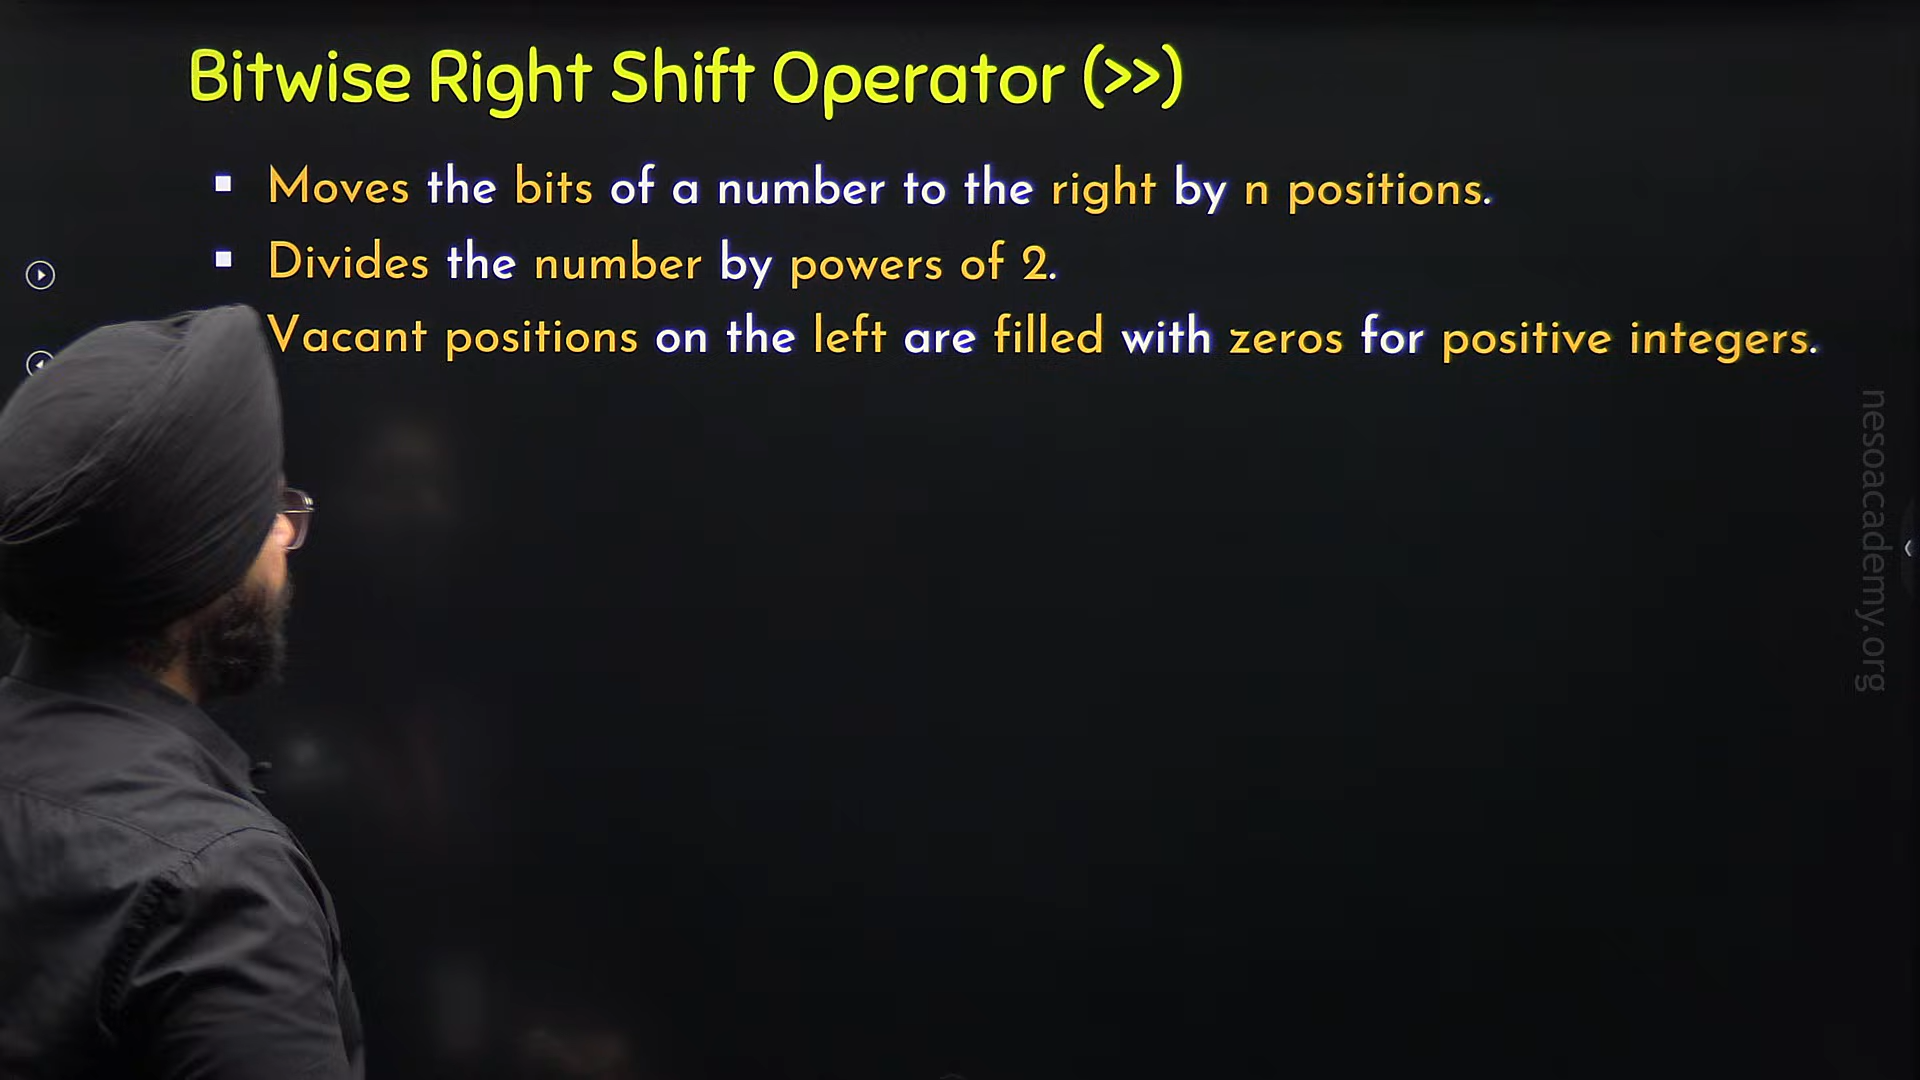 Bitwise Right Shift Operator (>>)
▪ Moves the bits of a number to the right by n positions.
▪ Divides the number by powers of 2.
Vacant positions on the left are filled with zeros for positive integers.
nesoacademy.org